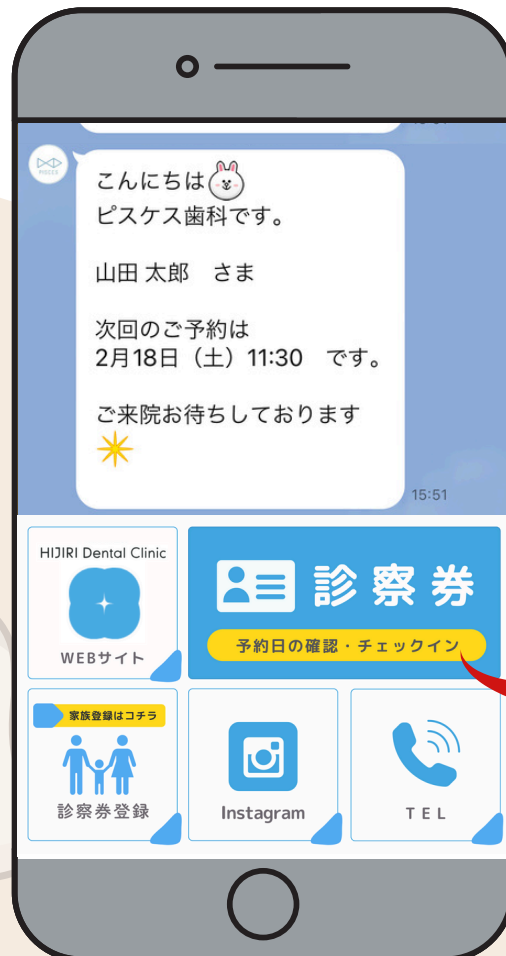 PISCES
こんにちは
ピスケス歯科です。
山田 太郎 さま
次回のご予約は
2月18日（土）11:30 です。
ご来院お待ちしております
15:51
HIJIRI Dental Clinic
WEBサイト
診察券
予約日の確認・チェックイン
家族登録はコチラ
診察券登録
Instagram
TEL